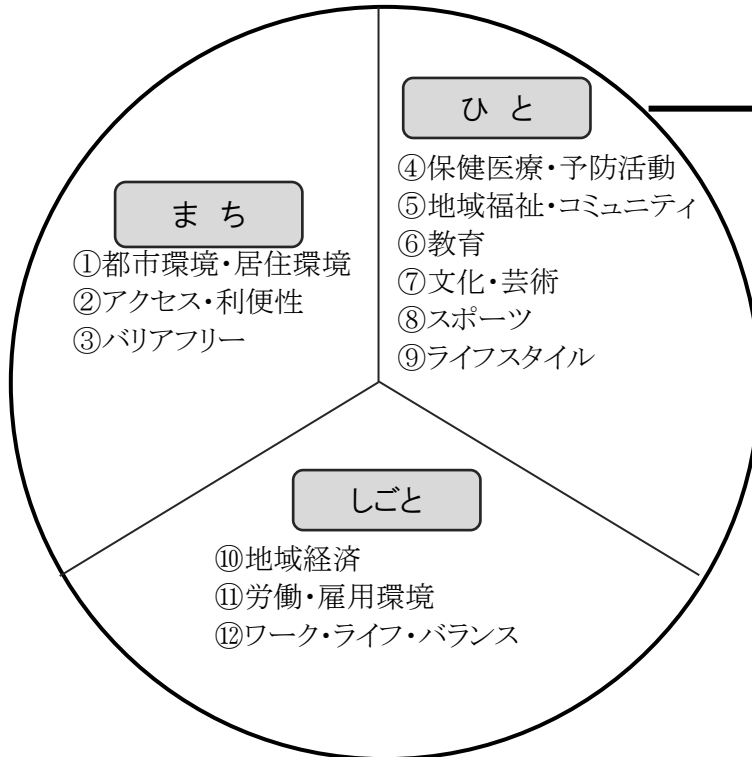 まち
①都市環境・居住環境
②アクセス・利便性
③バリアフリー
ひと
④保健医療・予防活動
⑤地域福祉・コミュニティ
⑥教育
⑦文化・芸術
⑧スポーツ
⑨ライフスタイル
しごと
⑩地域経済
⑪労働・雇用環境
⑫ワーク・ライフ・バランス